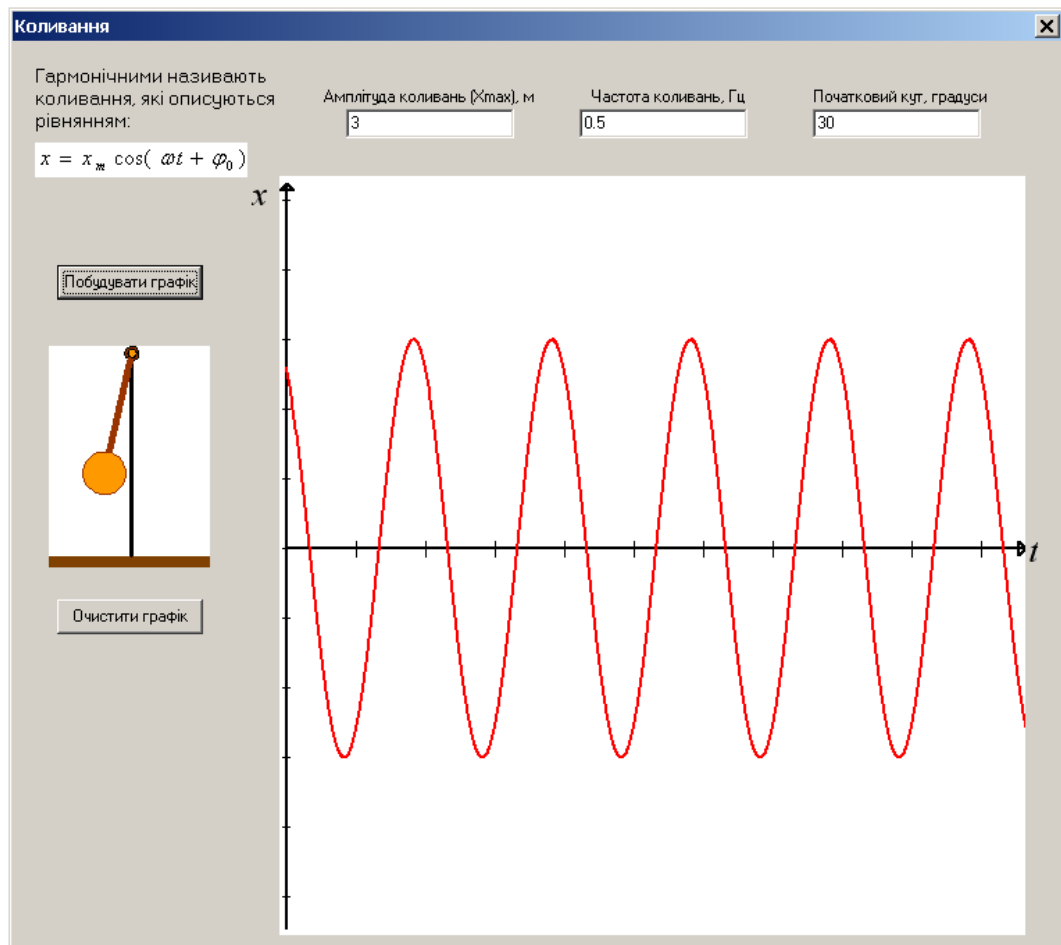 Коливання
Гармонічними називають
коливання, які описуються
рівнянням:
x = xₘ cos( ϖt + φ₀ )
Амплітуда коливань (Xmax), м
3
Частота коливань, Гц
0.5
Початковий кут, градуси
30
x
Побудувати графік
t
Очистити графік